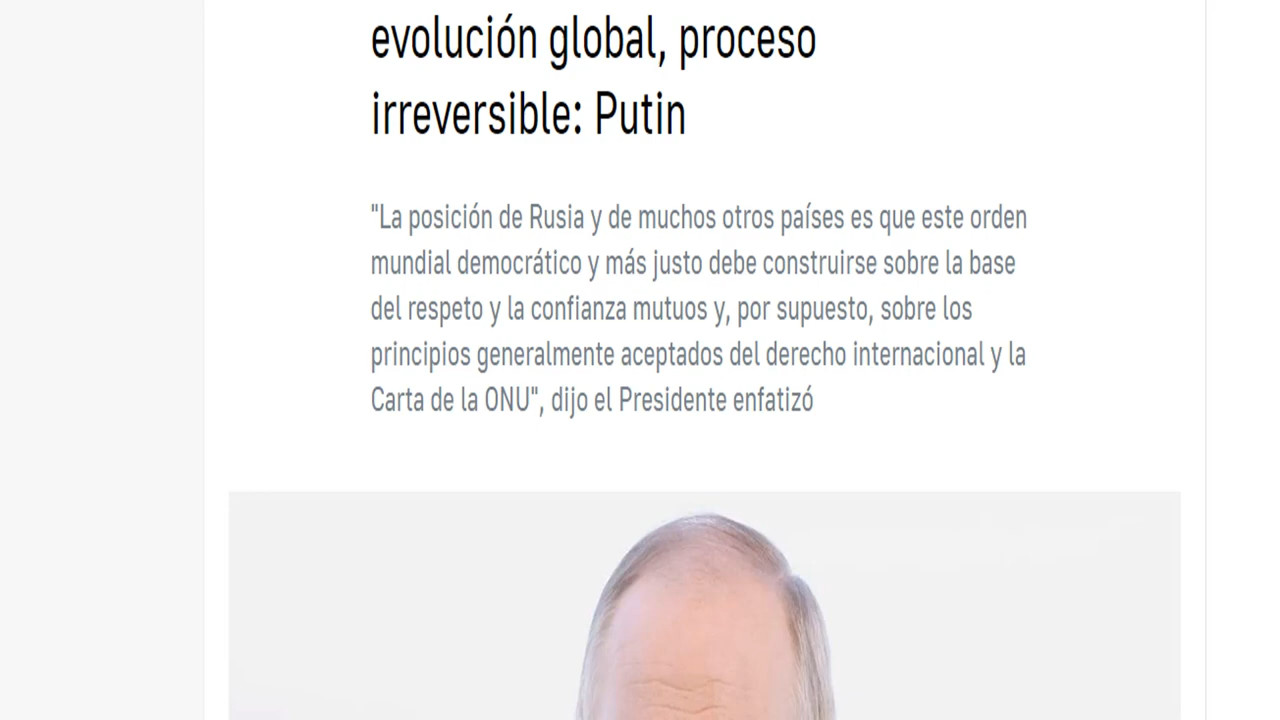 evolución global, proceso
irreversible: Putin
"La posición de Rusia y de muchos otros países es que este orden
mundial democrático y más justo debe construirse sobre la base
del respeto y la confianza mutuos y, por supuesto, sobre los
principios generalmente aceptados del derecho internacional y la
Carta de la ONU", dijo el Presidente enfatizó